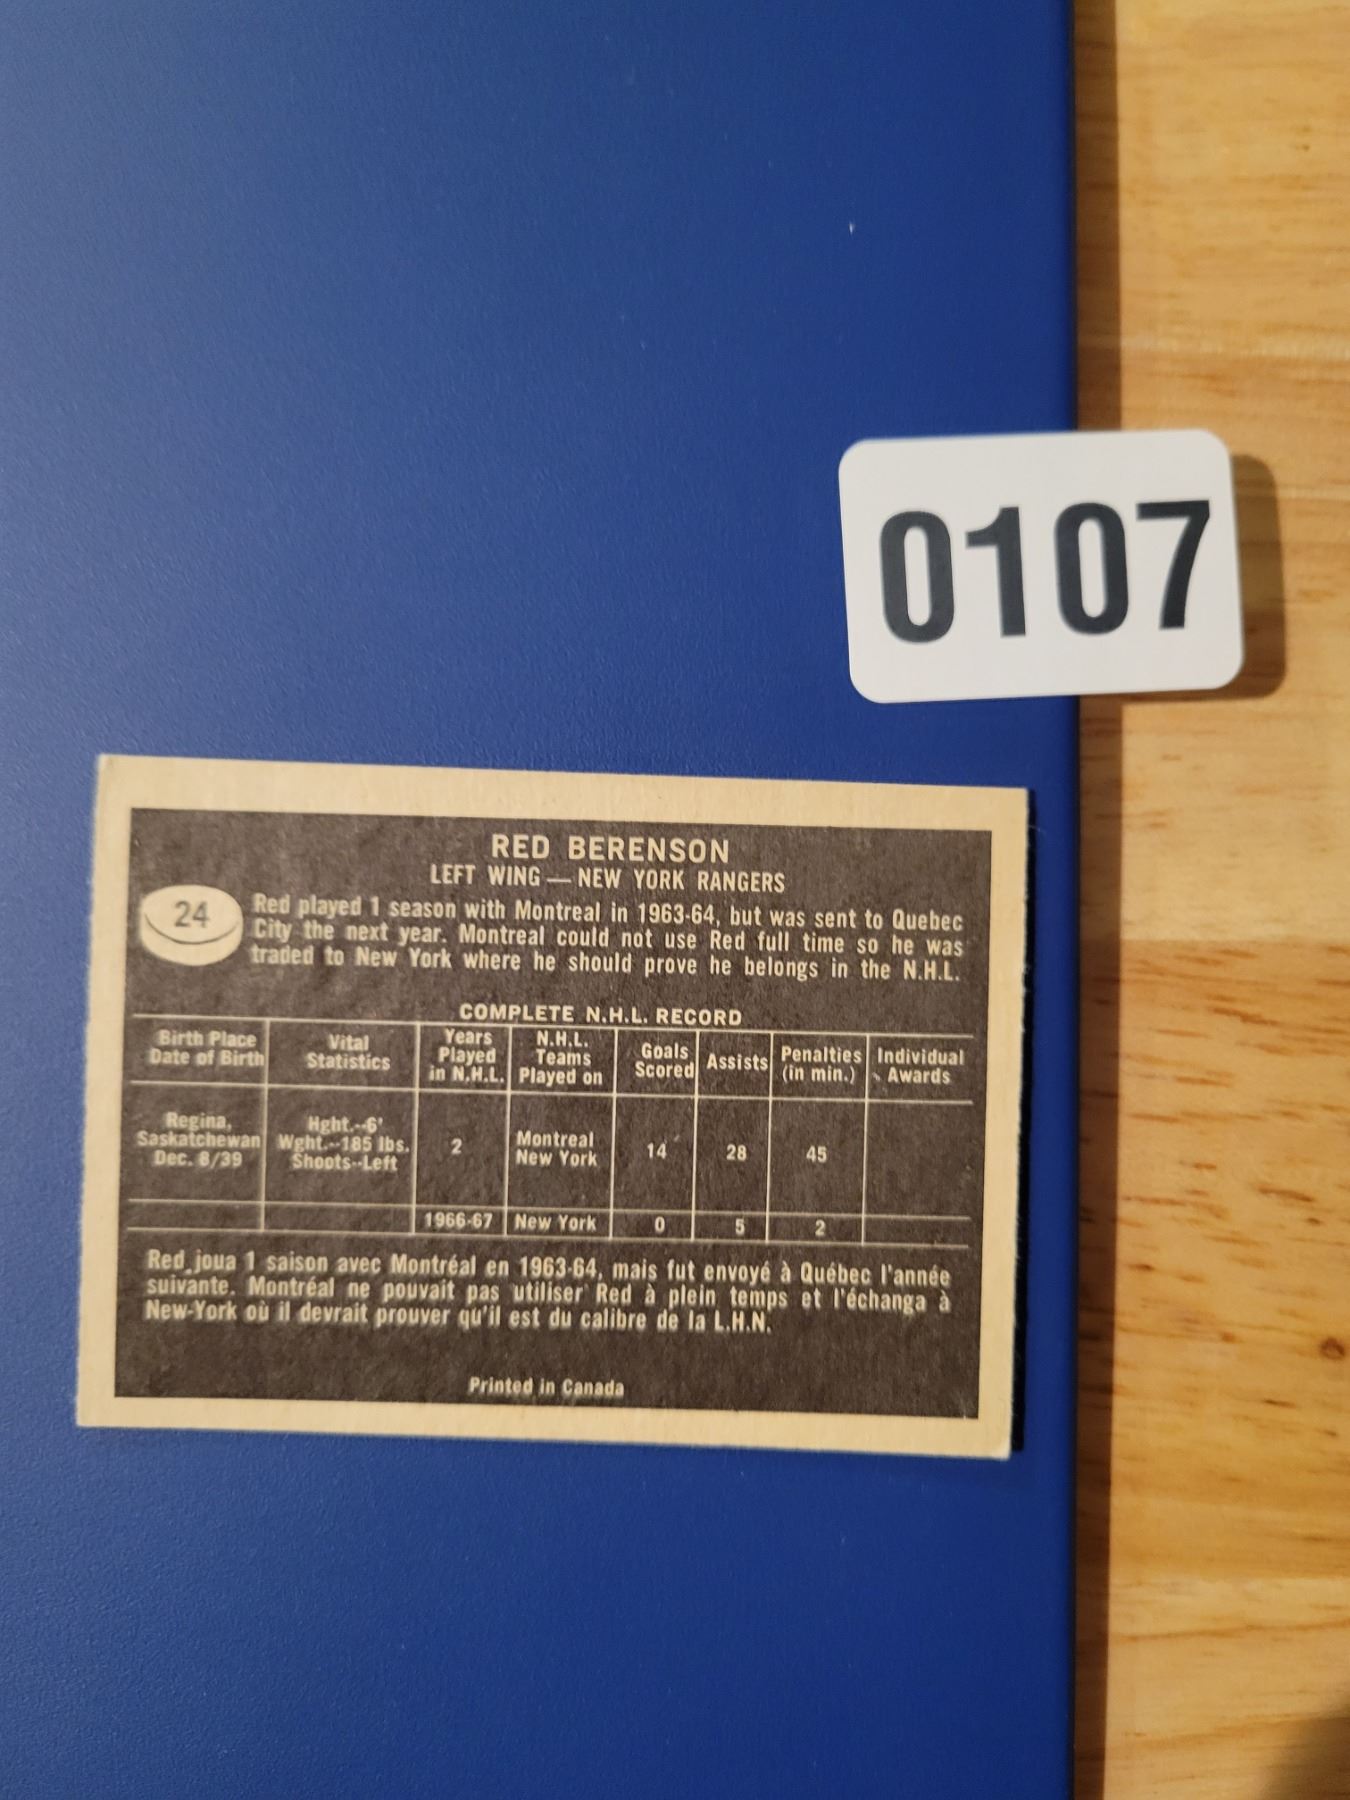 0107
RED BERENSON
LEFT WING — NEW YORK RANGERS
24
Red played 1 season with Montreal in 1963-64, but was sent to Quebec
City the next year. Montreal could not use Red full time so he was
traded to New York where he should prove he belongs in the N.H.L.
COMPLETE N.H.L. RECORD
Birth Place Date of Birth | Vital Statistics | Years Played in N.H.L. | N.H.L. Teams Played on | Goals Scored | Assists | Penalties (in min.) | Individual Awards
Regina, Saskatchewan Dec. 8/39 | Hght.--6' Wght.--185 lbs. Shoots--Left | 2 | Montreal New York | 14 | 28 | 45
1966-67 | New York | 0 | 5 | 2
Red joua 1 saison avec Montréal en 1963-64, mais fut envoyé à Québec l'année
suivante. Montréal ne pouvait pas utiliser Red à plein temps et l'échanga à
New-York où il devrait prouver qu'il est du calibre de la L.H.N.
Printed in Canada